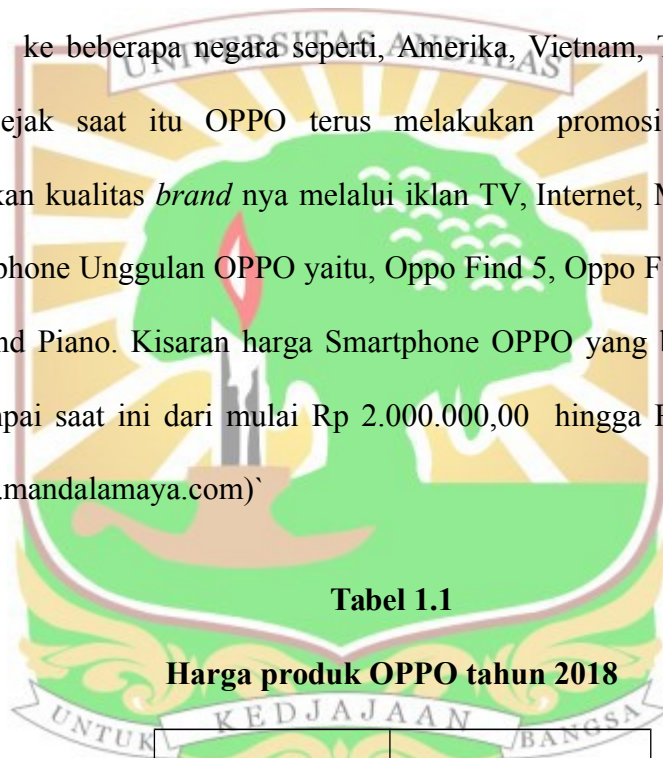 ke beberapa negara seperti, Amerika, Vietnam, T
UNIVERSITAS ANDALAS
ejak saat itu OPPO terus melakukan promosi
kan kualitas brand nya melalui iklan TV, Internet, M
phone Unggulan OPPO yaitu, Oppo Find 5, Oppo F
nd Piano. Kisaran harga Smartphone OPPO yang b
pai saat ini dari mulai Rp 2.000.000,00 hingga
.mandalamaya.com)`
Tabel 1.1
Harga produk OPPO tahun 2018
UNTUK KEDJAJAAN BANGSA